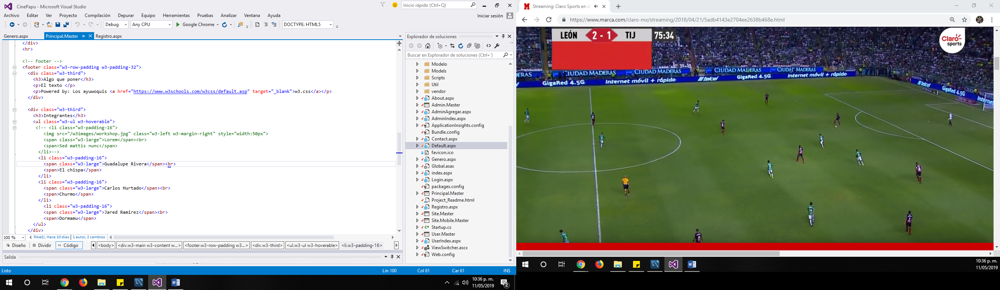 CinePapu - Microsoft Visual Studio
Inicio rápido (Ctrl+Q)
Archivo Editar Ver Proyecto Compilación Depurar Equipo Herramientas Pruebas Analizar Ventana Ayuda
Iniciar sesión
Debug Any CPU Google Chrome DOCTYPE: HTML5
Genero.aspx Principal.Master Registro.aspx
</div>
<hr>
<!-- Footer -->
<footer class="w3-row-padding w3-padding-32">
<div class="w3-third">
<h3>Algo que poner</h3>
<p>El texto </p>
<p>Powered by: Los ayuwoquis <a href="https://www.w3schools.com/w3css/default.asp" target="_blank">w3.css</a></p>
</div>
<div class="w3-third">
<h3>Integrantes</h3>
<ul class="w3-ul w3-hoverable">
<!-- <li class="w3-padding-16">
<img src="/w3images/workshop.jpg" class="w3-left w3-margin-right" style="width:50px">
<span class="w3-large">Lorem</span><br>
<span>Sed mattis nunc</span>
</li>-->
<li class="w3-padding-16">
<span class="w3-large">Guadalupe Rivera</span><br>
<span>El chispa</span>
</li>
<li class="w3-padding-16">
<span class="w3-large">Carlos Hurtado</span><br>
<span>Churmo</span>
</li>
<li class="w3-padding-16">
<span class="w3-large">Jared Ramirez</span><br>
<span>Dormamu</span>
</ul>
</div>
100 % RikaSJ, Hace 10 días | 1 autor, 2 cambios
Diseño Dividir Código <body> <div.w3-main w3-content w...> <footer.w3-row-padding w3...> <div.w3-third> <ul.w3-ul w3-hoverable> <li.w3-padding-16>
Salida
Listo Lín 100 Col 61 Car 61 INS
10:36 p. m.
11/05/2019
2
Explorador de soluciones
Buscar en Explorador de soluciones (Ctrl+´)
Modelo
Models
Scripts
Util
vendor
About.aspx
Admin.Master
AdminAgregar.aspx
AdminIndex.aspx
ApplicationInsights.config
Bundle.config
Contact.aspx
Default.aspx
favicon.ico
Genero.aspx
Global.asax
index.aspx
Login.aspx
packages.config
Principal.Master
Project_Readme.html
Registro.aspx
Site.Master
Site.Mobile.Master
Startup.cs
User.Master
UserIndex.aspx
ViewSwitcher.ascx
Web.config
Streaming: Claro Sports en d
https://www.marca.com/claro-mx/streaming/2018/04/21/5adb4143e2704ee2638b468e.html
LEÓN 2 - 1 TIJ 75:34
Claro
sports
DERAS CIUDAD MADERAS CIUDAD MADERAS CIUDAD MADERAS CIUDAD MADERAS
GigaRed 4.5G Internet móvil + rápido telcel GigaRed 4.5G Internet móvil + rápido
telcel GigaRed 4.5G Internet
10:36 p. m.
11/05/2019